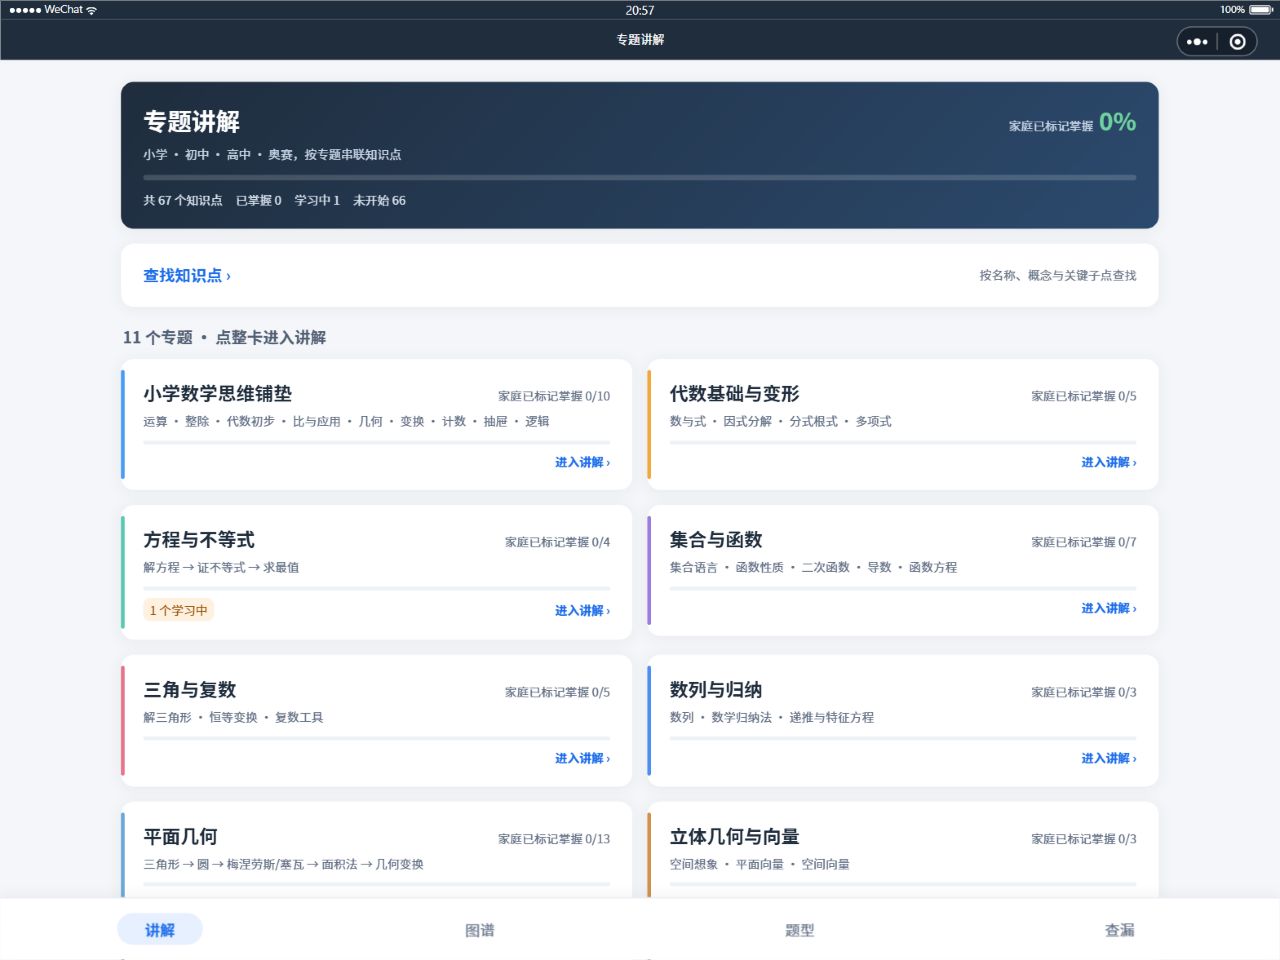 WeChat
20:57
100%
专题讲解
专题讲解
家庭已标记掌握 0%
小学 • 初中 • 高中 • 奥赛，按专题串联知识点
共 67 个知识点 已掌握 0 学习中 1 未开始 66
查找知识点 ›
按名称、概念与关键子点查找
11 个专题 • 点整卡进入讲解
小学数学思维铺垫
家庭已标记掌握 0/10
运算 • 整除 • 代数初步 • 比与应用 • 几何 • 变换 • 计数 • 抽屉 • 逻辑
进入讲解 ›
代数基础与变形
家庭已标记掌握 0/5
数与式 • 因式分解 • 分式根式 • 多项式
进入讲解 ›
方程与不等式
家庭已标记掌握 0/4
解方程 → 证不等式 → 求最值
1 个学习中
进入讲解 ›
集合与函数
家庭已标记掌握 0/7
集合语言 • 函数性质 • 二次函数 • 导数 • 函数方程
进入讲解 ›
三角与复数
家庭已标记掌握 0/5
解三角形 • 恒等变换 • 复数工具
进入讲解 ›
数列与归纳
家庭已标记掌握 0/3
数列 • 数学归纳法 • 递推与特征方程
进入讲解 ›
平面几何
家庭已标记掌握 0/13
三角形 → 圆 → 梅涅劳斯/塞瓦 → 面积法 → 几何变换
立体几何与向量
家庭已标记掌握 0/3
空间想象 • 平面向量 • 空间向量
讲解
图谱
题型
查漏